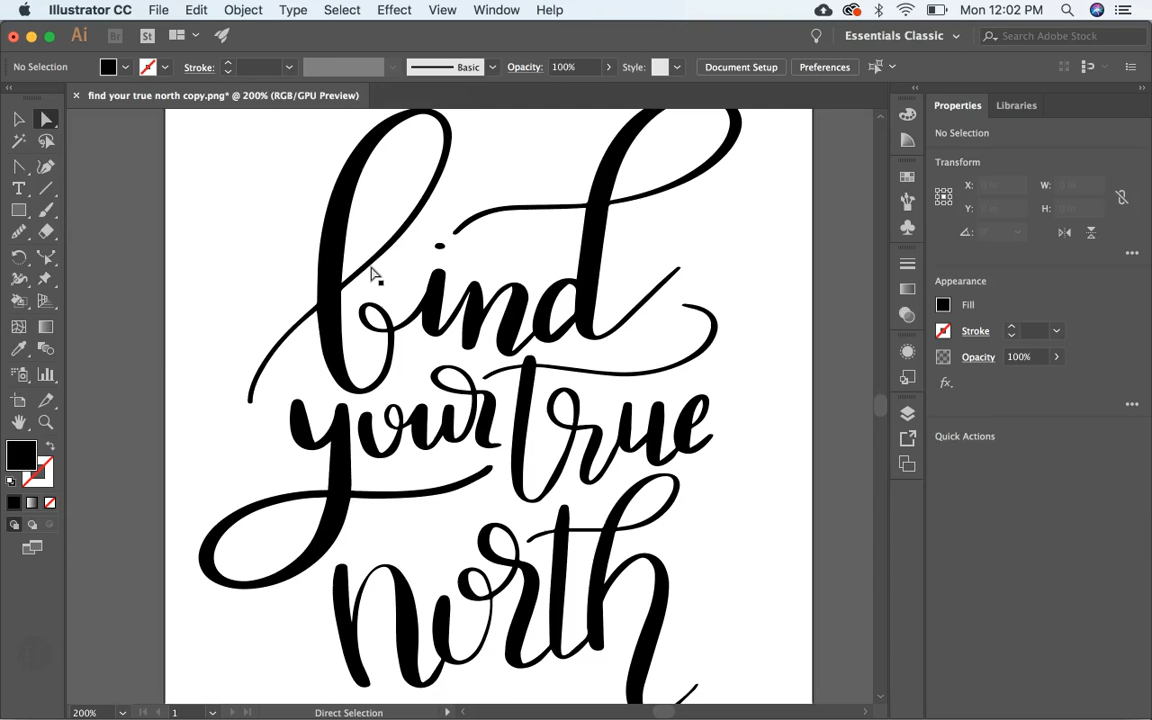 Illustrator CC File Edit Object Type Select Effect View Window Help Mon 12:02 PM
Ai Br St Essentials Classic Search Adobe Stock
No Selection Stroke: Basic Opacity: 100% Style: Document Setup Preferences
× find your true north copy.png* @ 200% (RGB/GPU Preview)
Properties Libraries
No Selection
Transform
X: W:
Y: H:
Appearance
Fill
Stroke
Opacity 100%
fx.
Quick Actions
find
your true
north
200% 1 Direct Selection